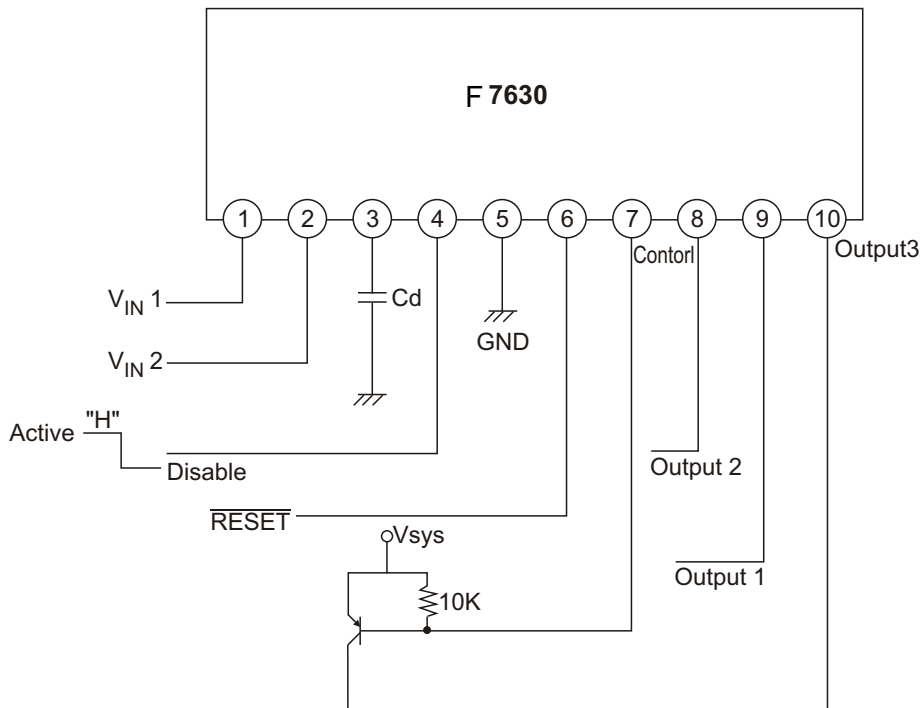 F 7630
1 2 3 4 5 6 7 8 9 10
Contorl
Output3
V_IN 1
Cd
GND
V_IN 2
Active "H"
Disable
Output 2
RESET
Vsys
Output 1
10K